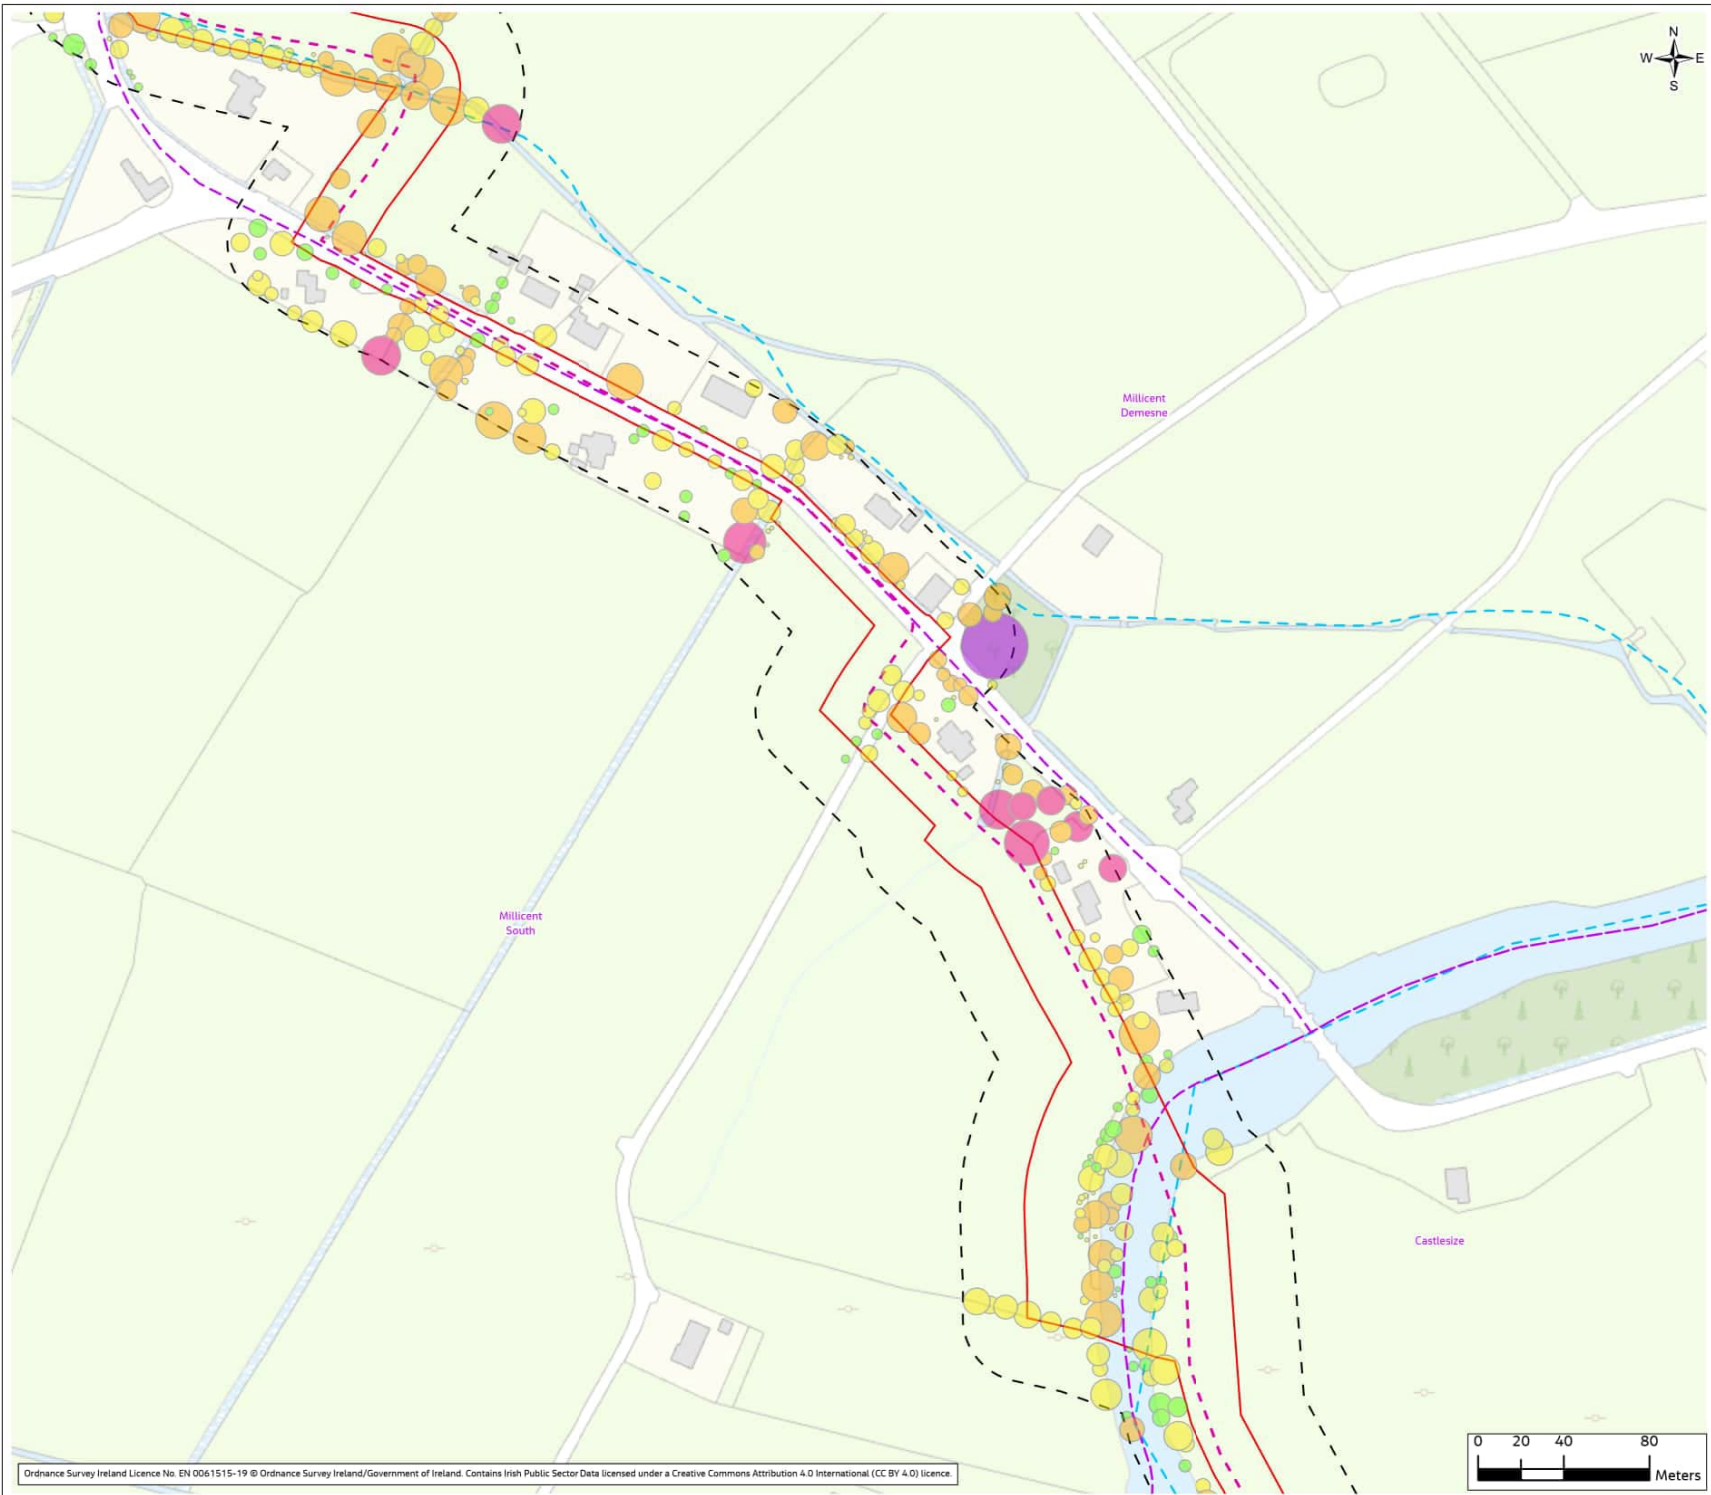 N
W E
S
Millicent
Demesne
Millicent
South
Castlesize
0 20 40 80
Meters
Ordnance Survey Ireland Licence No. EN 0061515-19 © Ordnance Survey Ireland/Government of Ireland. Contains Irish Public Sector Data licensed under a Creative Commons Attribution 4.0 International (CC BY 4.0) licence.